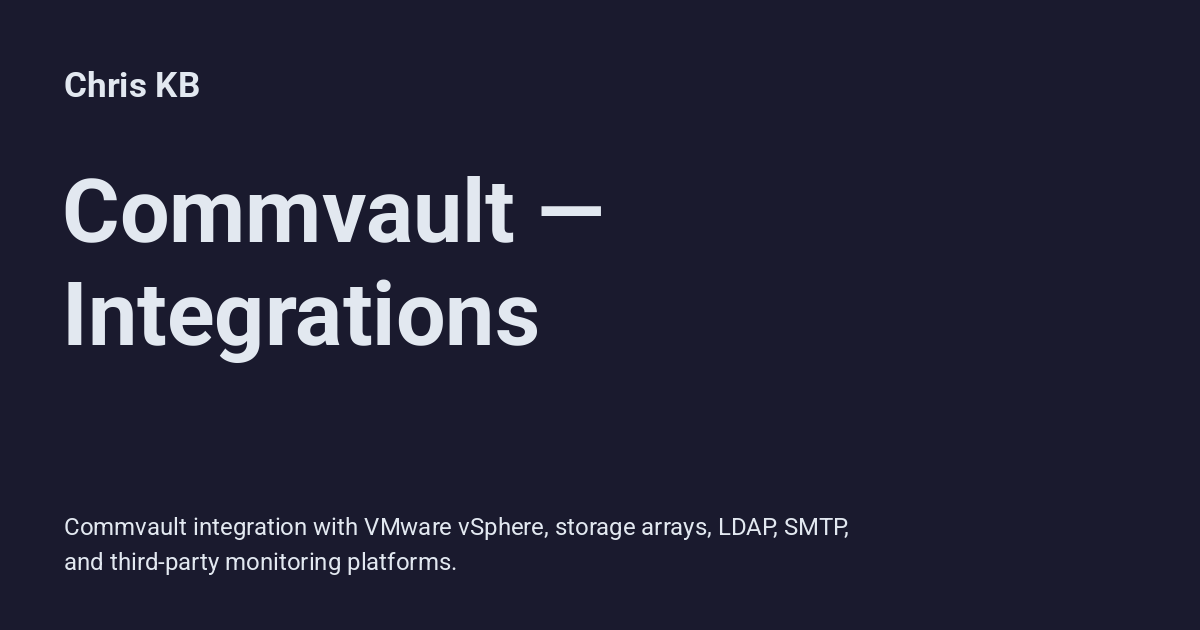 Chris KB
Commvault —
Integrations
Commvault integration with VMware vSphere, storage arrays, LDAP, SMTP,
and third-party monitoring platforms.